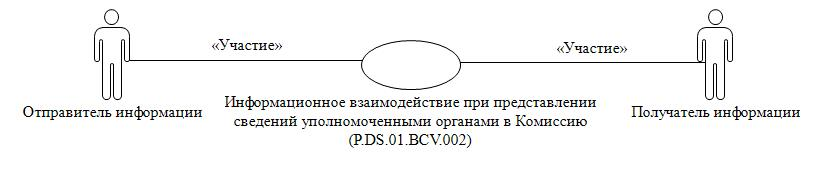 «Участие»
«Участие»
Отправитель информации
Информационное взаимодействие при представлении
сведений уполномоченными органами в Комиссию
(P.DS.01.BCV.002)
Получатель информации